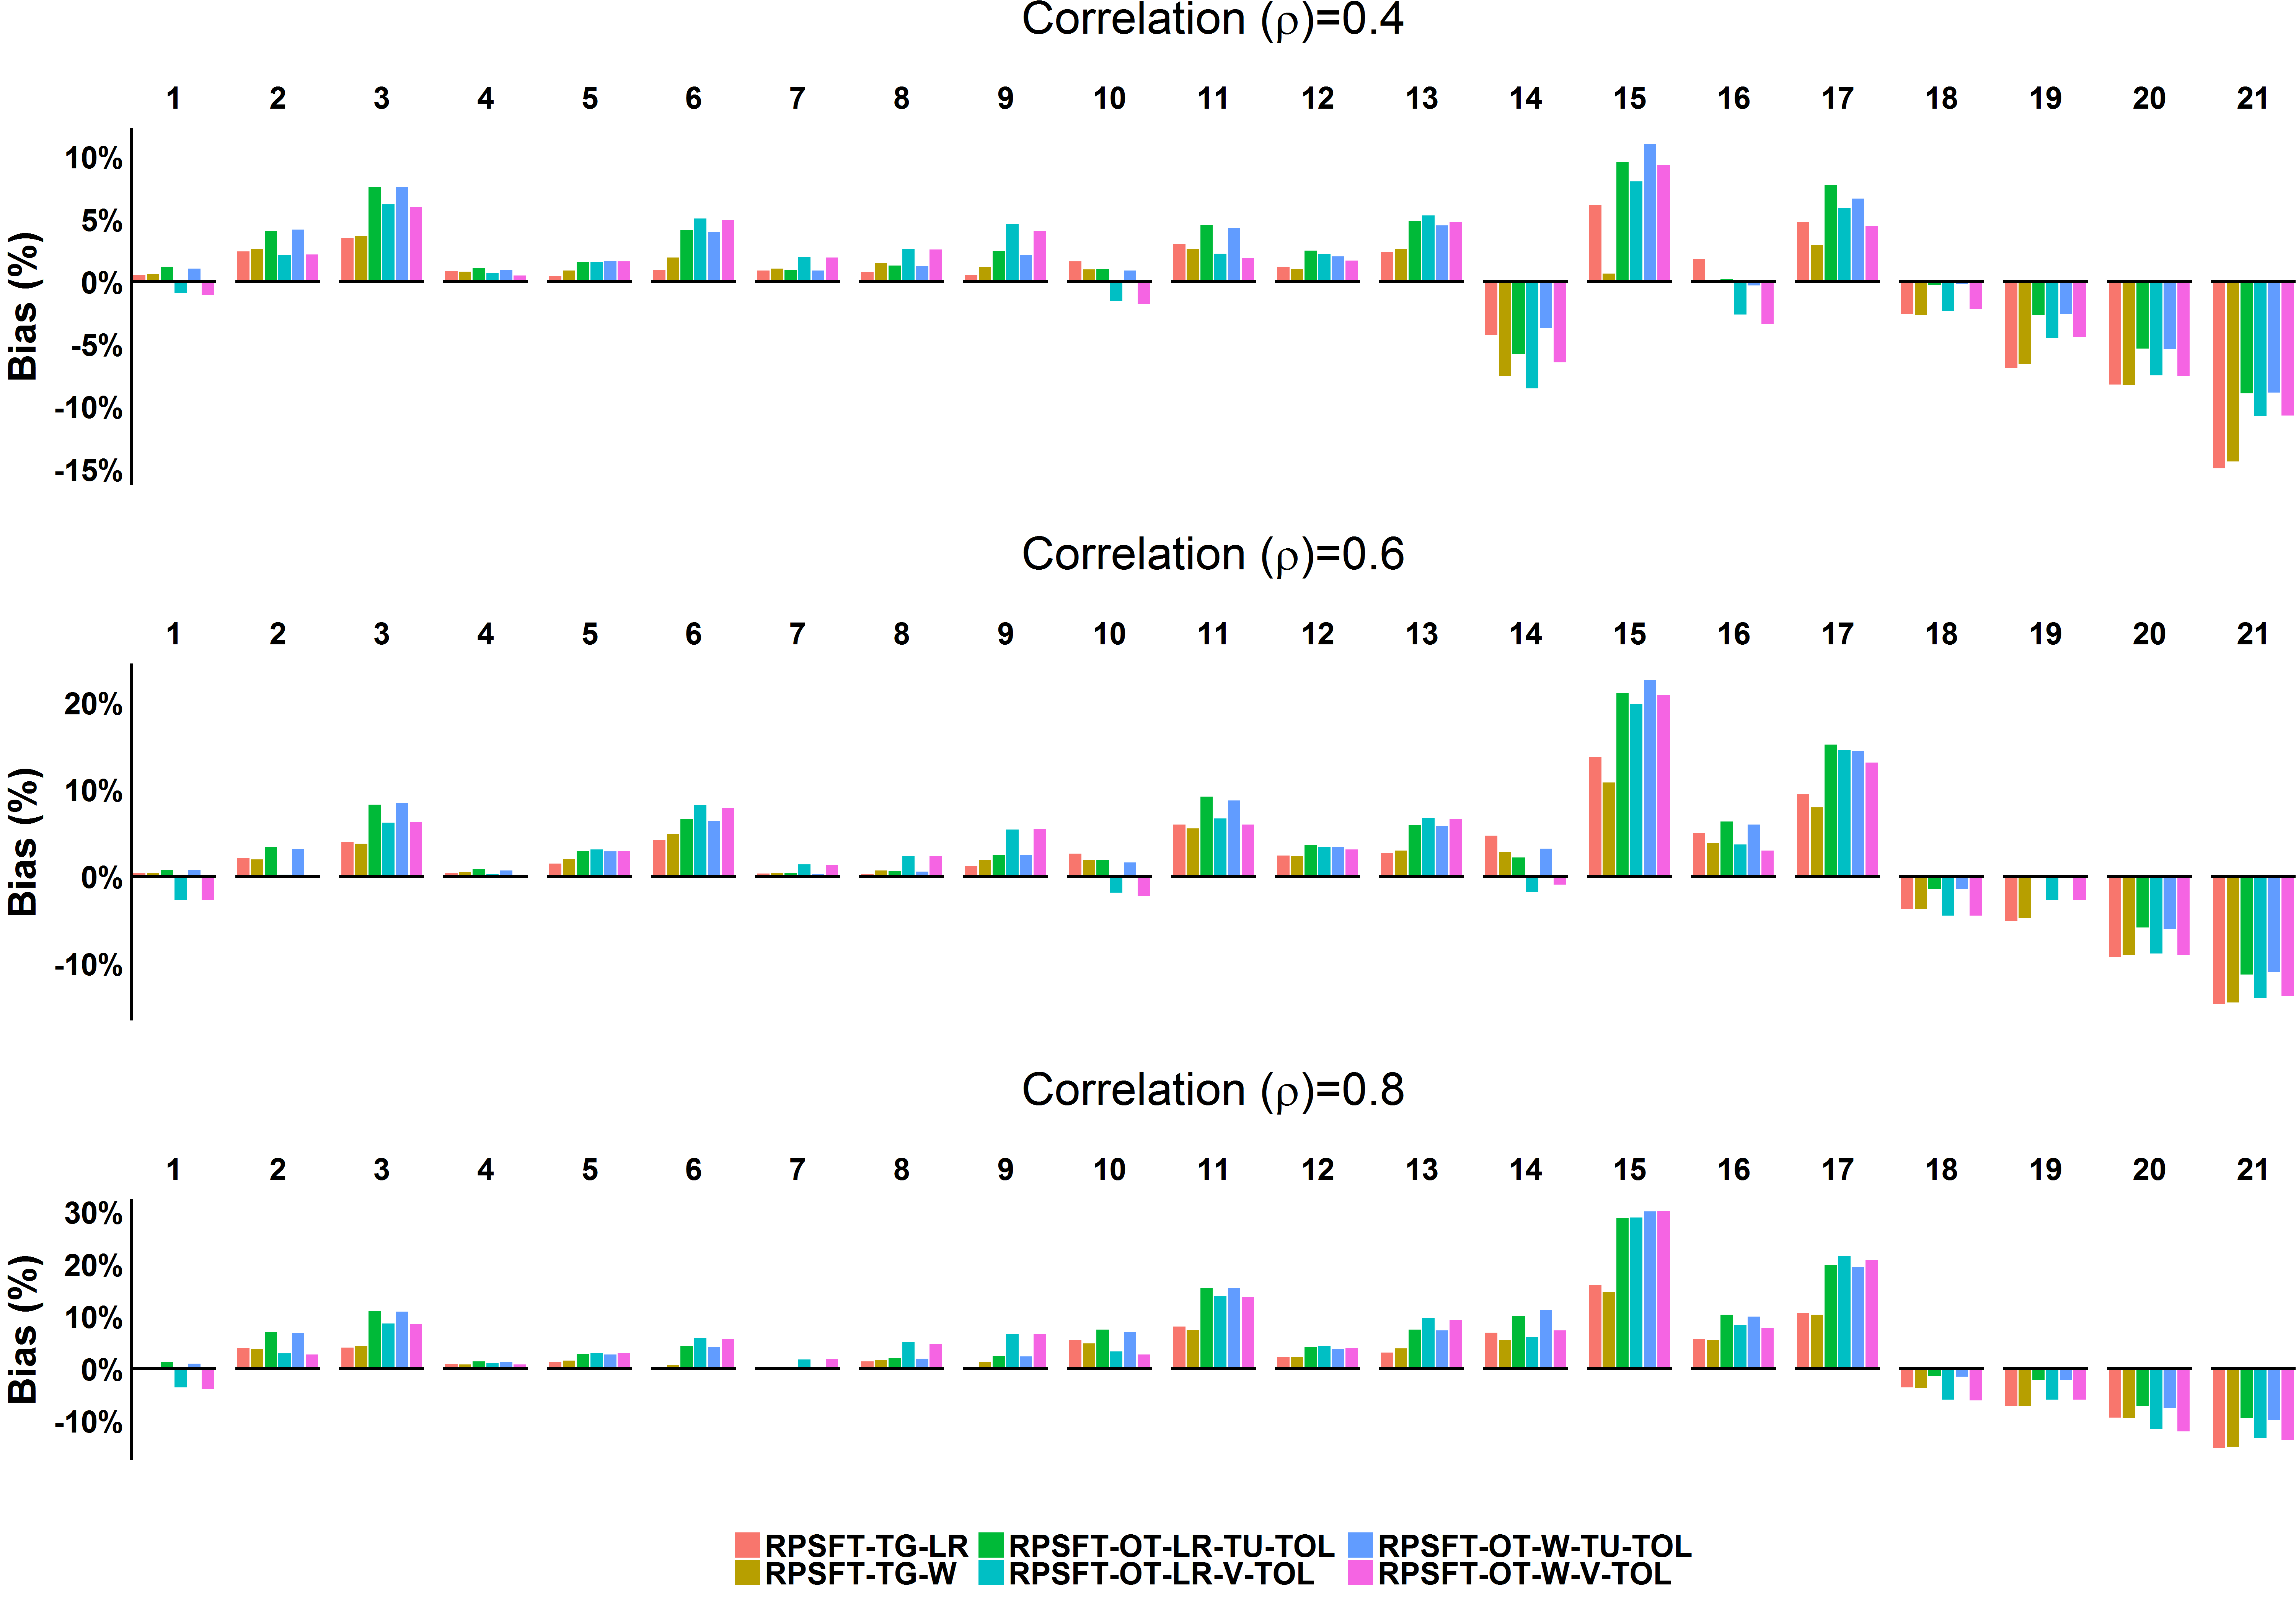 Correlation (ρ)=0.4
1 2 3 4 5 6 7 8 9 10 11 12 13 14 15 16 17 18 19 20 21
Bias (%)
10%
5%
0%
-5%
-10%
-15%
Correlation (ρ)=0.6
1 2 3 4 5 6 7 8 9 10 11 12 13 14 15 16 17 18 19 20 21
Bias (%)
20%
10%
0%
-10%
Correlation (ρ)=0.8
1 2 3 4 5 6 7 8 9 10 11 12 13 14 15 16 17 18 19 20 21
Bias (%)
30%
20%
10%
0%
-10%
RPSFT-TG-LR RPSFT-OT-LR-TU-TOL RPSFT-OT-W-TU-TOL
RPSFT-TG-W RPSFT-OT-LR-V-TOL RPSFT-OT-W-V-TOL